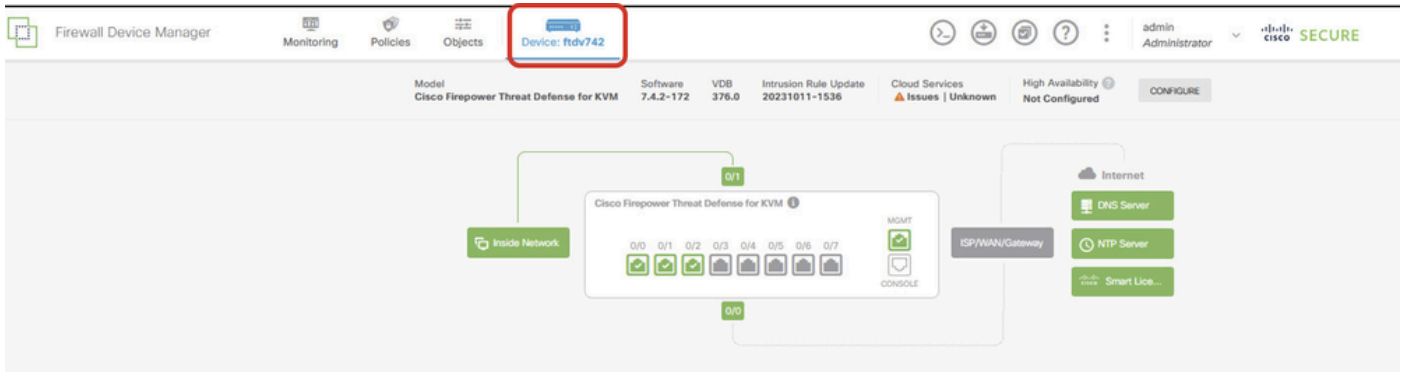 Firewall Device Manager
Monitoring
Policies
Objects
Device: ftdv742
admin
Administrator
cisco SECURE
Model
Cisco Firepower Threat Defense for KVM
Software
7.4.2-172
VDB
376.0
Intrusion Rule Update
20231011-1536
Cloud Services
Issues | Unknown
High Availability
Not Configured
CONFIGURE
0/1
Internet
Cisco Firepower Threat Defense for KVM
DNS Server
MGMT
Inside Network
0/0 0/1 0/2 0/3 0/4 0/5 0/6 0/7
ISP/WAN/Gateway
NTP Server
CONSOLE
cisco Smart Lice...
0/0